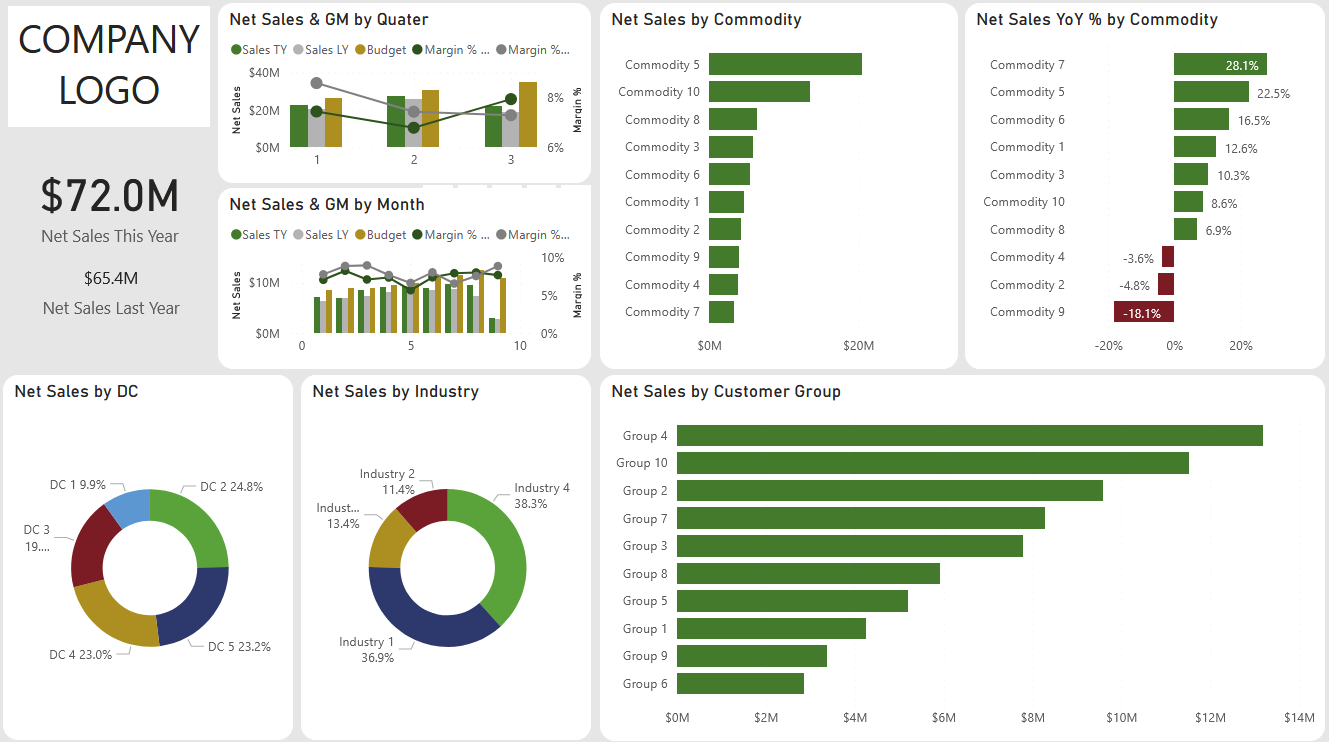 COMPANY
LOGO
$72.0M
Net Sales This Year
$65.4M
Net Sales Last Year
Net Sales & GM by Quater
Sales TY Sales LY Budget Margin % ... Margin %...
Net Sales
$40M
$20M
$0M
8%
6%
Margin %
1 2 3
Net Sales & GM by Month
Sales TY Sales LY Budget Margin % ... Margin %...
Net Sales
$10M
$0M
10%
5%
0%
Margin %
0 5 10
Net Sales by Commodity
Commodity 5
Commodity 10
Commodity 8
Commodity 3
Commodity 6
Commodity 1
Commodity 2
Commodity 9
Commodity 4
Commodity 7
$0M $20M
Net Sales YoY % by Commodity
Commodity 7 28.1%
Commodity 5 22.5%
Commodity 6 16.5%
Commodity 1 12.6%
Commodity 3 10.3%
Commodity 10 8.6%
Commodity 8 6.9%
Commodity 4 -3.6%
Commodity 2 -4.8%
Commodity 9 -18.1%
-20% 0% 20%
Net Sales by DC
DC 1 9.9%
DC 2 24.8%
DC 3
19....
DC 4 23.0%
DC 5 23.2%
Net Sales by Industry
Industry 2
11.4%
Industry 4
38.3%
Indust...
13.4%
Industry 1
36.9%
Net Sales by Customer Group
Group 4
Group 10
Group 2
Group 7
Group 3
Group 8
Group 5
Group 1
Group 9
Group 6
$0M $2M $4M $6M $8M $10M $12M $14M